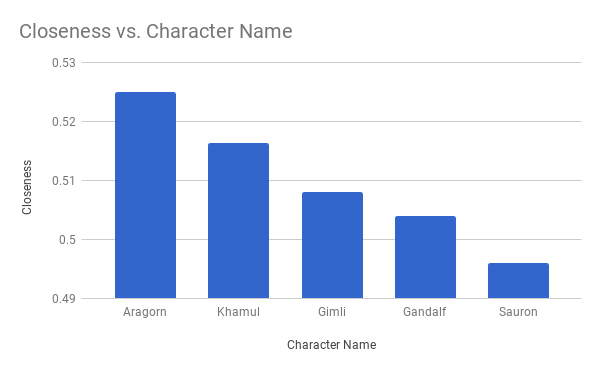 Closeness vs. Character Name
0.53
0.52
0.51
0.5
0.49
Closeness
Aragorn Khamul Gimli Gandalf Sauron
Character Name